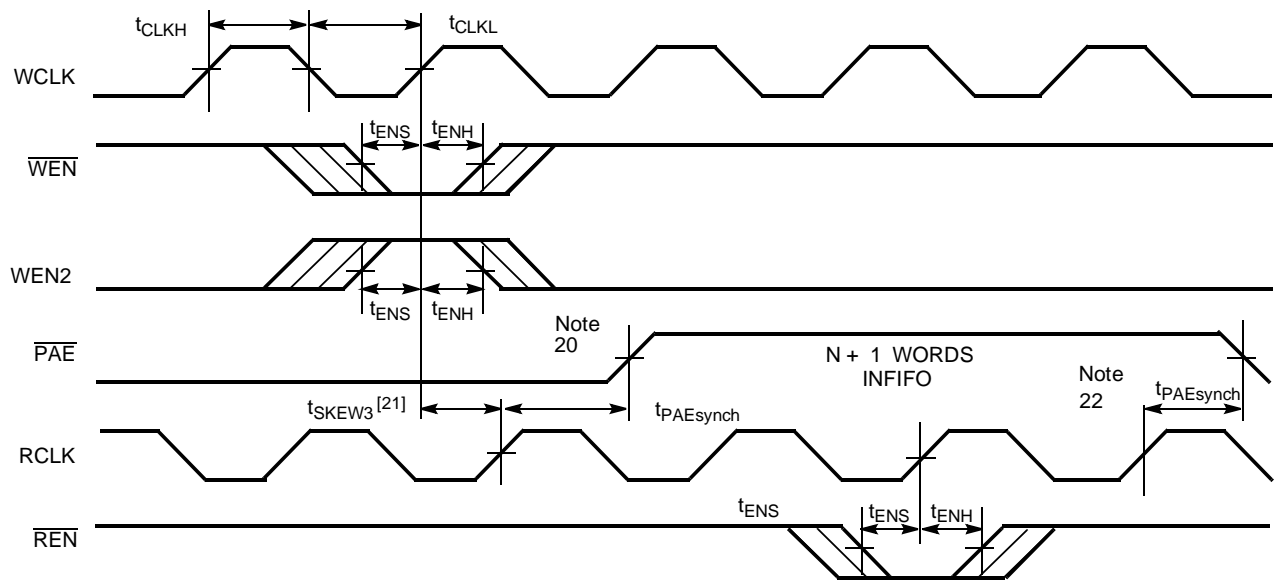 tCLKH
tCLKL
WCLK
tENS tENH
WEN
WEN2
tENS tENH
Note
20
PAE
N + 1 WORDS
INFIFO
Note
22
tSKEW3 [21]
tPAEsynch
tPAEsynch
RCLK
tENS
tENS tENH
REN